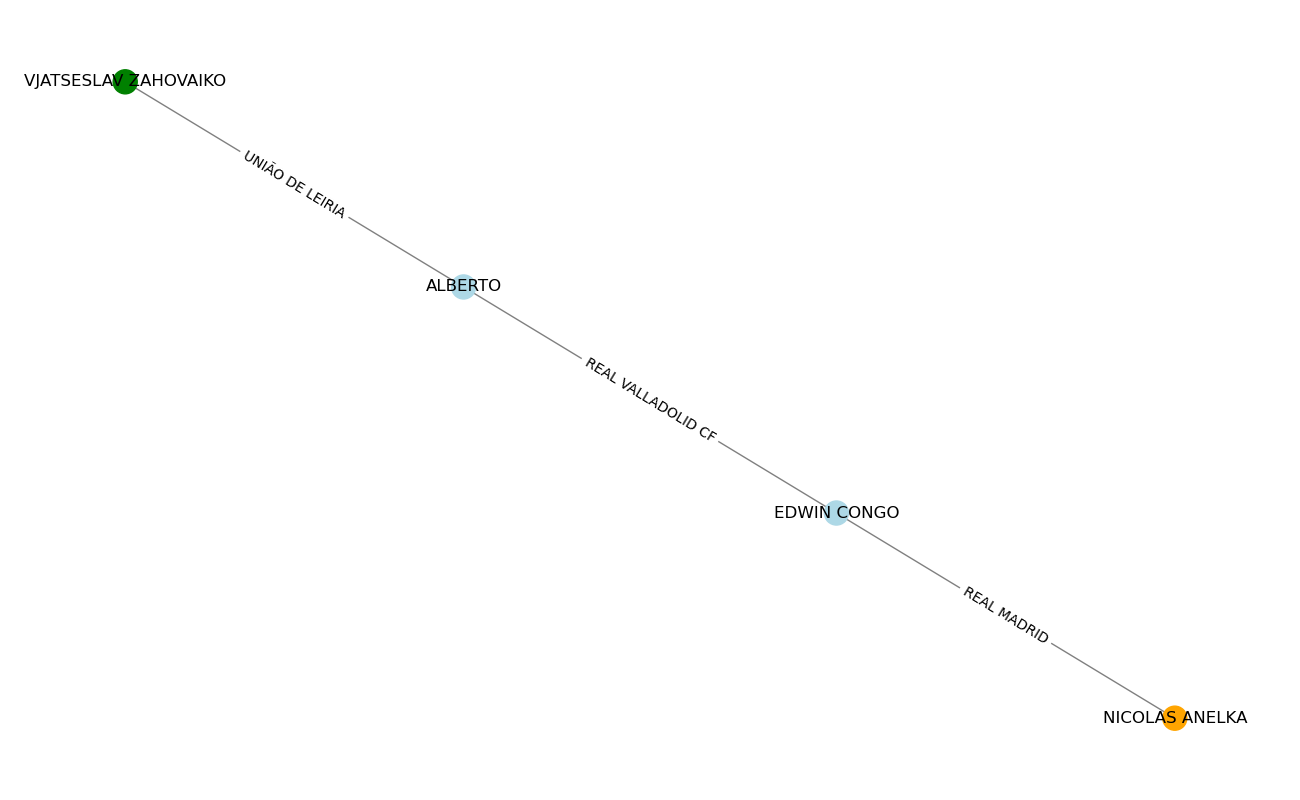 VJATSESLAV ZAHOVAIKO
UNIÃO DE LEIRIA
ALBERTO
REAL VALLADOLID CF
EDWIN CONGO
REAL MADRID
NICOLAS ANELKA